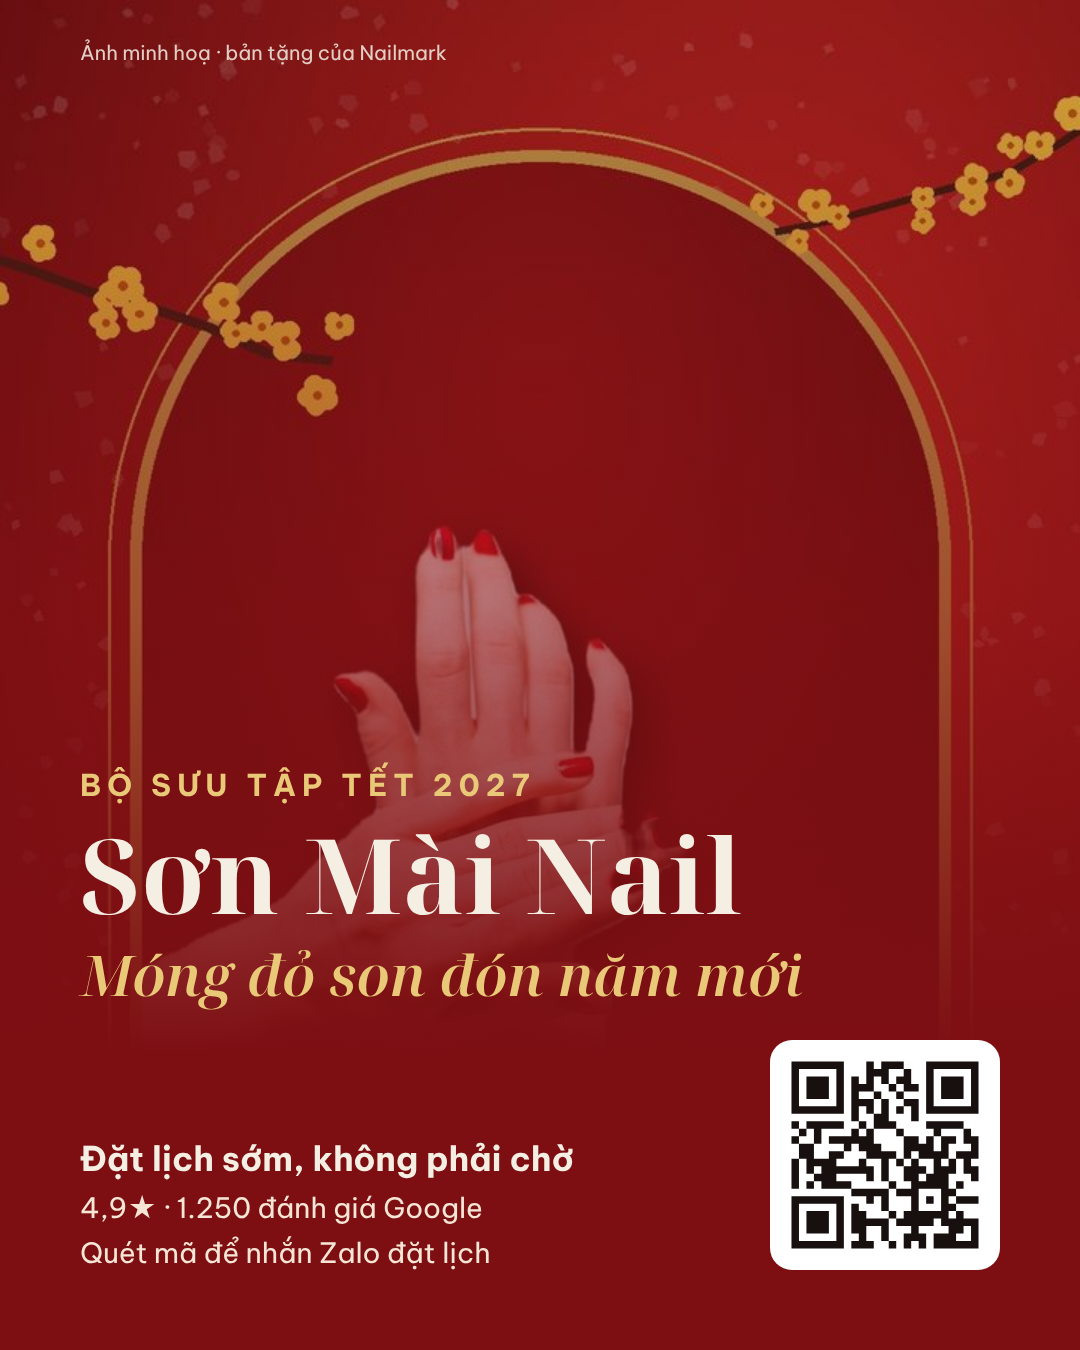 Ảnh minh hoạ · bản tặng của Nailmark
BỘ SƯU TẬP TẾT 2027
Sơn Mài Nail
Móng đỏ son đón năm mới
Đặt lịch sớm, không phải chờ
4,9★ · 1.250 đánh giá Google
Quét mã để nhắn Zalo đặt lịch